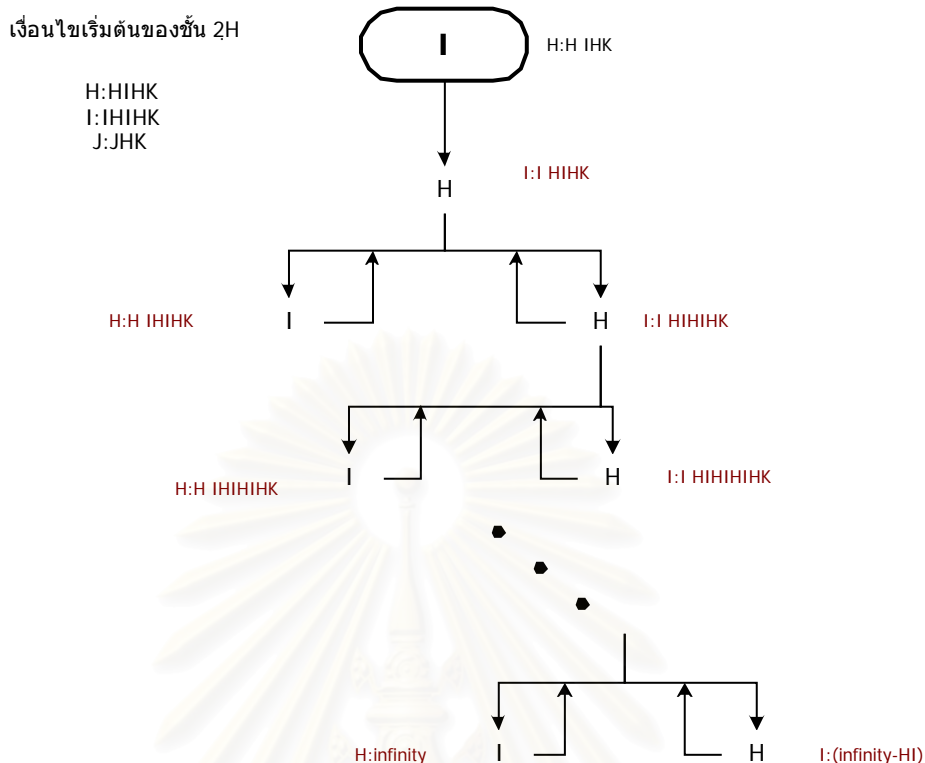 เงื่อนไขเริ่มต้นของชั้น 2H
I
H:H IHK
H:HIHK
I:IHIHK
J:JHK
I:I HIHK
H
H:H IHIHK
I
H
I:I HIHIHK
H:H IHIHIHK
I
H
I:I HIHIHIHK
H:infinity
I
H
I:(infinity-HI)